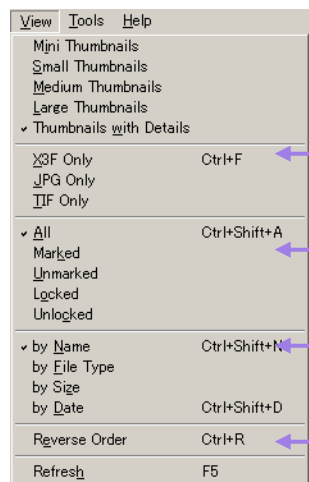 View Tools Help
Mini Thumbnails
Small Thumbnails
Medium Thumbnails
Large Thumbnails
Thumbnails with Details
X3F Only Ctrl+F
JPG Only
TIF Only
All Ctrl+Shift+A
Marked
Unmarked
Locked
Unlocked
by Name Ctrl+Shift+N
by File Type
by Size
by Date Ctrl+Shift+D
Reverse Order Ctrl+R
Refresh F5